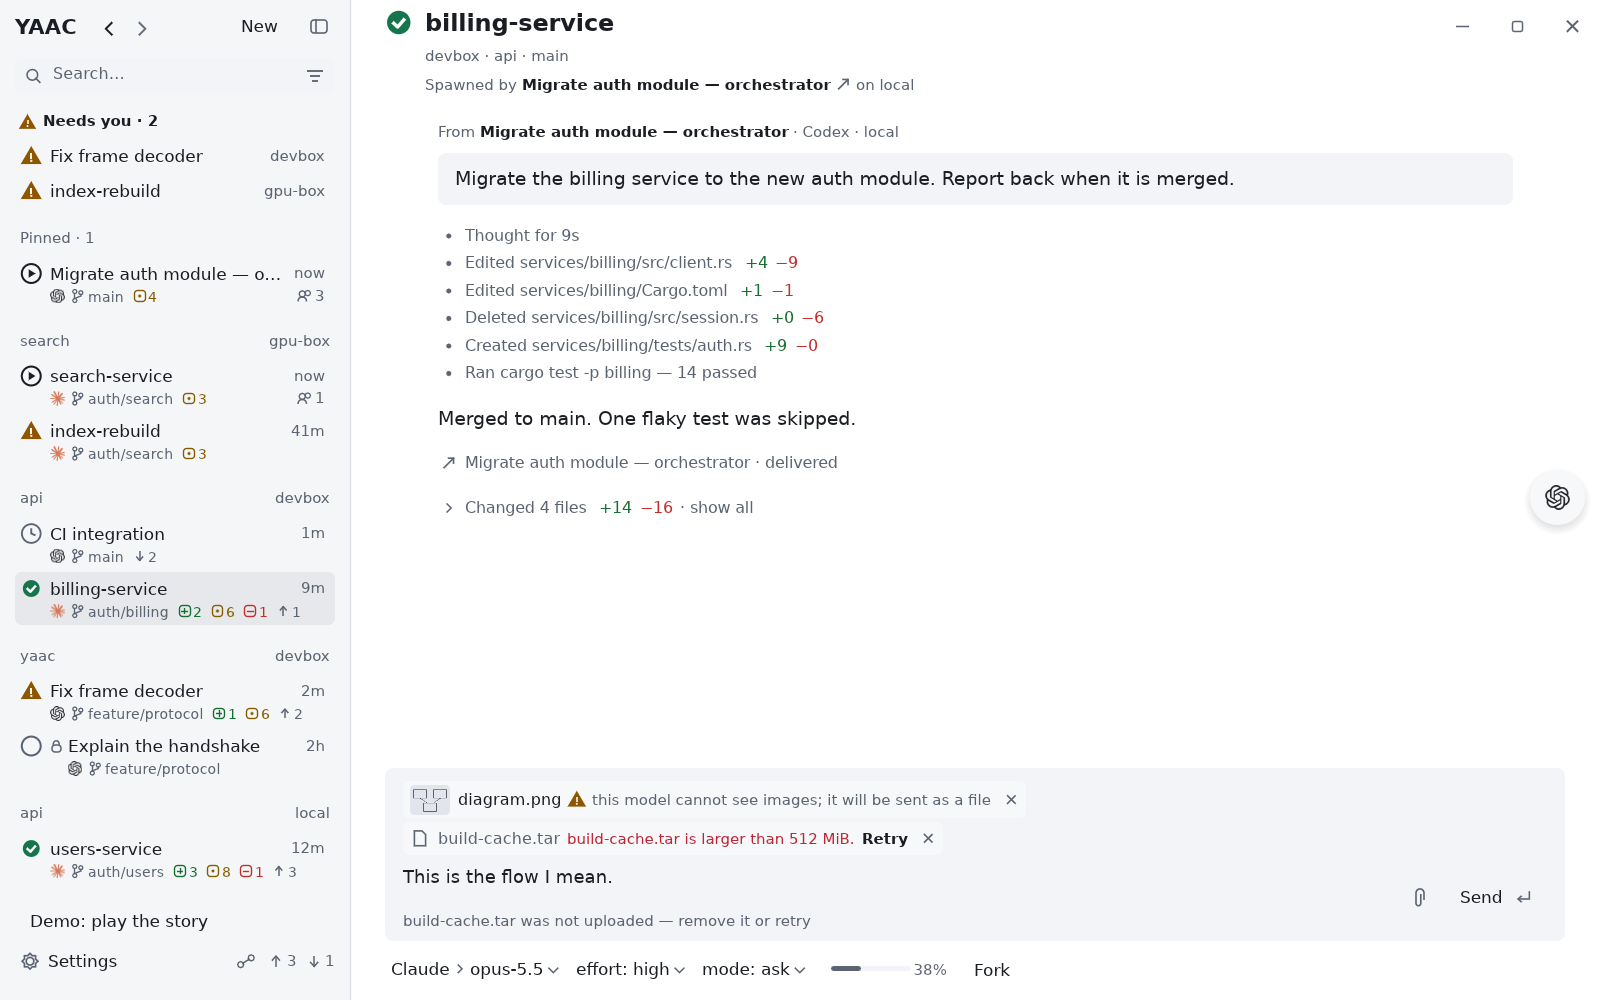 YAAC
New
Search…
Needs you · 2
Fix frame decoder devbox
index-rebuild gpu-box
Pinned · 1
Migrate auth module — o… now
main 4 3
search gpu-box
search-service now
auth/search 3 1
index-rebuild 41m
auth/search 3
api devbox
CI integration 1m
main 2
billing-service 9m
auth/billing 2 6 1 1
yaac devbox
Fix frame decoder 2m
feature/protocol 1 6 2
Explain the handshake 2h
feature/protocol
api local
users-service 12m
auth/users 3 8 1 3
Demo: play the story
Settings 3 1
billing-service
devbox · api · main
Spawned by Migrate auth module — orchestrator on local
From Migrate auth module — orchestrator · Codex · local
Migrate the billing service to the new auth module. Report back when it is merged.
Thought for 9s
Edited services/billing/src/client.rs +4 −9
Edited services/billing/Cargo.toml +1 −1
Deleted services/billing/src/session.rs +0 −6
Created services/billing/tests/auth.rs +9 −0
Ran cargo test -p billing — 14 passed
Merged to main. One flaky test was skipped.
Migrate auth module — orchestrator · delivered
Changed 4 files +14 −16 · show all
diagram.png this model cannot see images; it will be sent as a file
build-cache.tar build-cache.tar is larger than 512 MiB. Retry
This is the flow I mean.
Send
build-cache.tar was not uploaded — remove it or retry
Claude opus-5.5 effort: high mode: ask 38% Fork